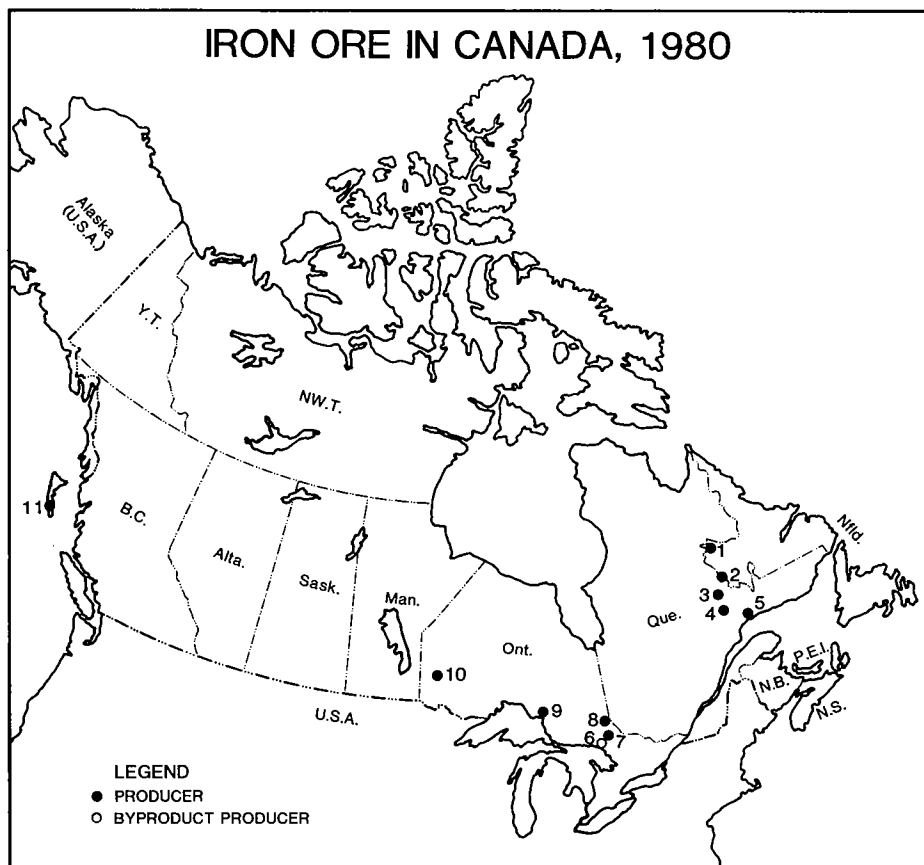 IRON ORE IN CANADA, 1980
Alaska
(U.S.A.)
Y.T.
N.W.T.
11
B.C.
Alta.
Sask.
Man.
Ont.
Que.
Nfld.
1
2
3
4
5
P.E.I.
N.B.
N.S.
10
9
8
6
7
U.S.A.
LEGEND
PRODUCER
BYPRODUCT PRODUCER